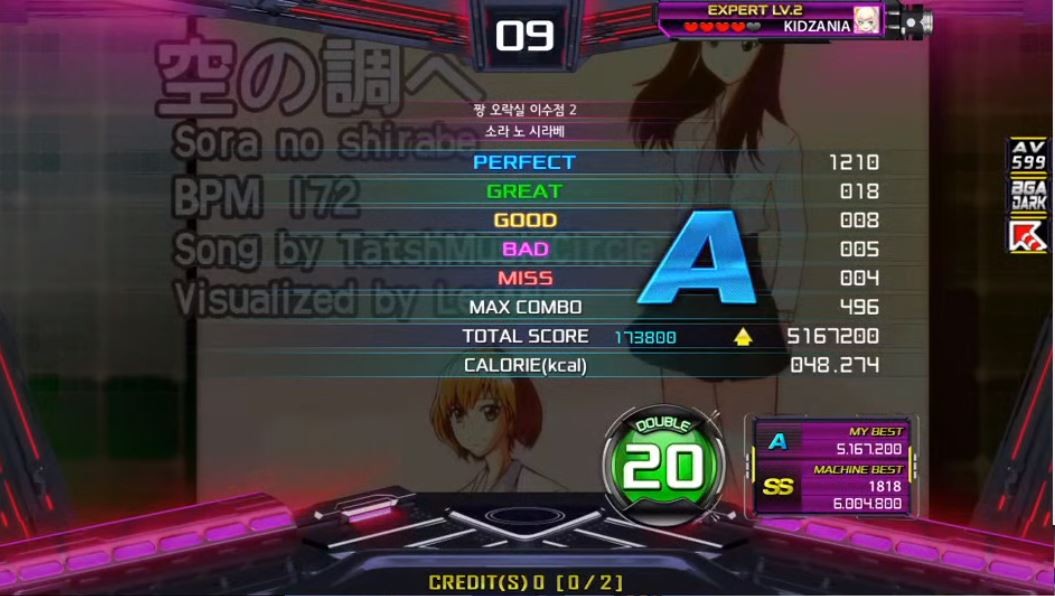 09
EXPERT LV.2
KIDZANIA
空の調べ
Sora no shirabe
BPM 172
Song by TatshMusicCircle
Visualized by
짱 오락실 이수점 2
소라 노 시라베
PERFECT 1210
GREAT 018
GOOD 008
BAD 005
MISS 004
MAX COMBO 496
TOTAL SCORE 173800 5167200
CALORIE(kcal) 048.274
A
AV
599
BGA
DARK
DOUBLE
20
MY BEST
A 5.167.200
MACHINE BEST
SS 1818
6.004.800
CREDIT(S) 0 [0/2]